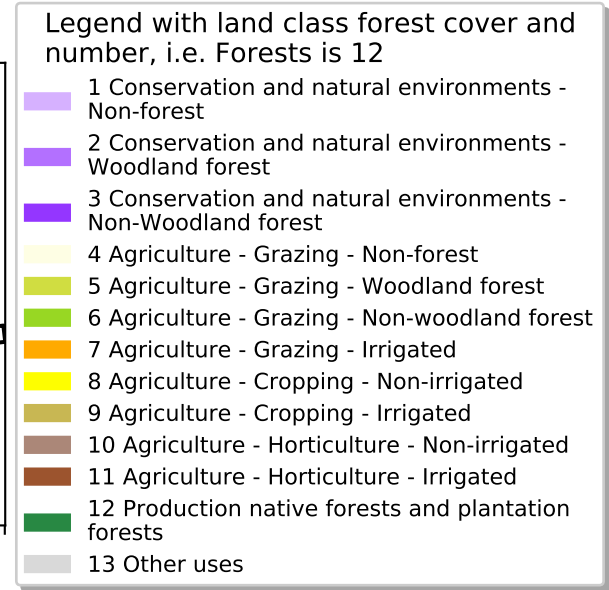 Legend with land class forest cover and
number, i.e. Forests is 12
1 Conservation and natural environments -
Non-forest
2 Conservation and natural environments -
Woodland forest
3 Conservation and natural environments -
Non-Woodland forest
4 Agriculture - Grazing - Non-forest
5 Agriculture - Grazing - Woodland forest
6 Agriculture - Grazing - Non-woodland forest
7 Agriculture - Grazing - Irrigated
8 Agriculture - Cropping - Non-irrigated
9 Agriculture - Cropping - Irrigated
10 Agriculture - Horticulture - Non-irrigated
11 Agriculture - Horticulture - Irrigated
12 Production native forests and plantation
forests
13 Other uses